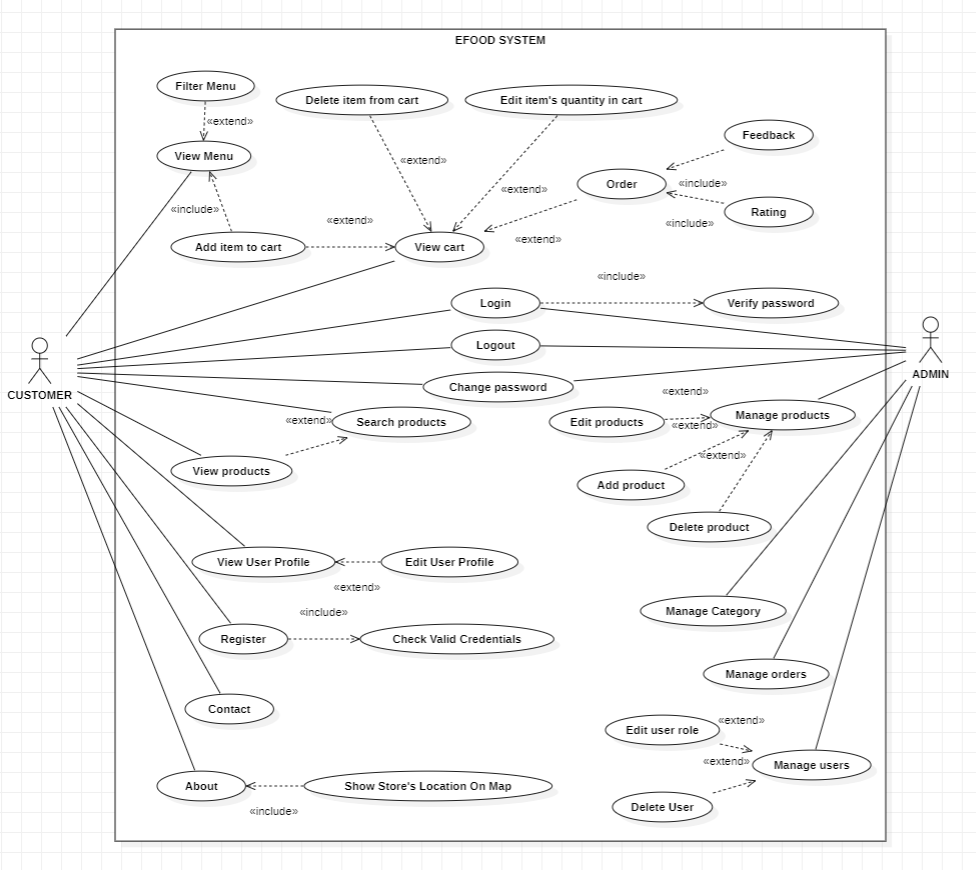 EFOOD SYSTEM
Filter Menu
Delete item from cart
Edit item's quantity in cart
«extend»
Feedback
View Menu
«extend»
Order
«include»
«extend»
«include»
Rating
«extend»
«include»
Add item to cart
View cart
«extend»
«include»
Login
Verify password
Logout
CUSTOMER
ADMIN
Change password
«extend»
«extend»
Search products
Edit products
«extend»
Manage products
View products
«extend»
Add product
Delete product
View User Profile
Edit User Profile
«extend»
«include»
Manage Category
Register
Check Valid Credentials
Manage orders
Contact
«extend»
Edit user role
«extend»
Manage users
About
Show Store's Location On Map
Delete User
«include»